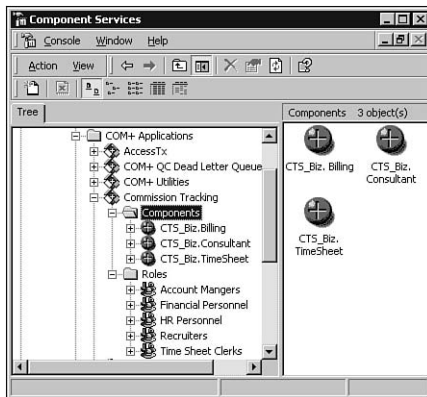 Component Services
Console Window Help
Action View
Tree
Components 3 object(s)
COM+ Applications
AccessTx
COM+ QC Dead Letter Queue
COM+ Utilities
Commission Tracking
Components
CTS_Biz.Billing
CTS_Biz.Consultant
CTS_Biz.TimeSheet
Roles
Account Mangers
Financial Personnel
HR Personnel
Recruiters
Time Sheet Clerks
CTS_Biz. Billing
CTS_Biz.
Consultant
CTS_Biz.
TimeSheet